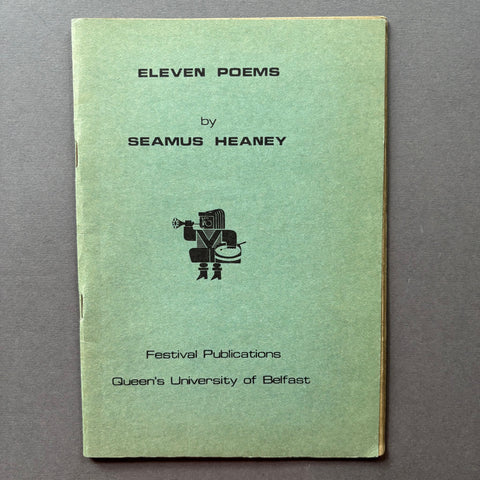 ELEVEN POEMS
by
SEAMUS HEANEY
Festival Publications
Queen's University of Belfast